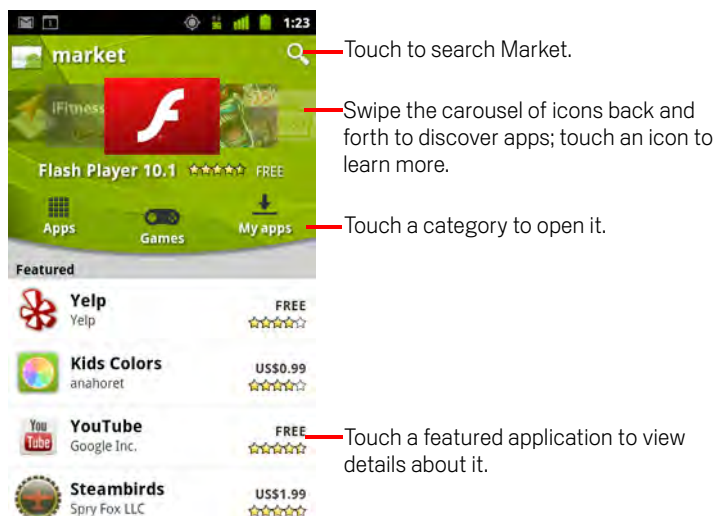 1:23
market
Touch to search Market.
iFitness
Swipe the carousel of icons back and
forth to discover apps; touch an icon to
learn more.
Flash Player 10.1 FREE
Apps
Games
My apps
Touch a category to open it.
Featured
Yelp
FREE
Yelp
Kids Colors
US$0.99
anahoret
You
Tube
YouTube
FREE
Google Inc.
Touch a featured application to view
details about it.
Steambirds
US$1.99
Spry Fox LLC